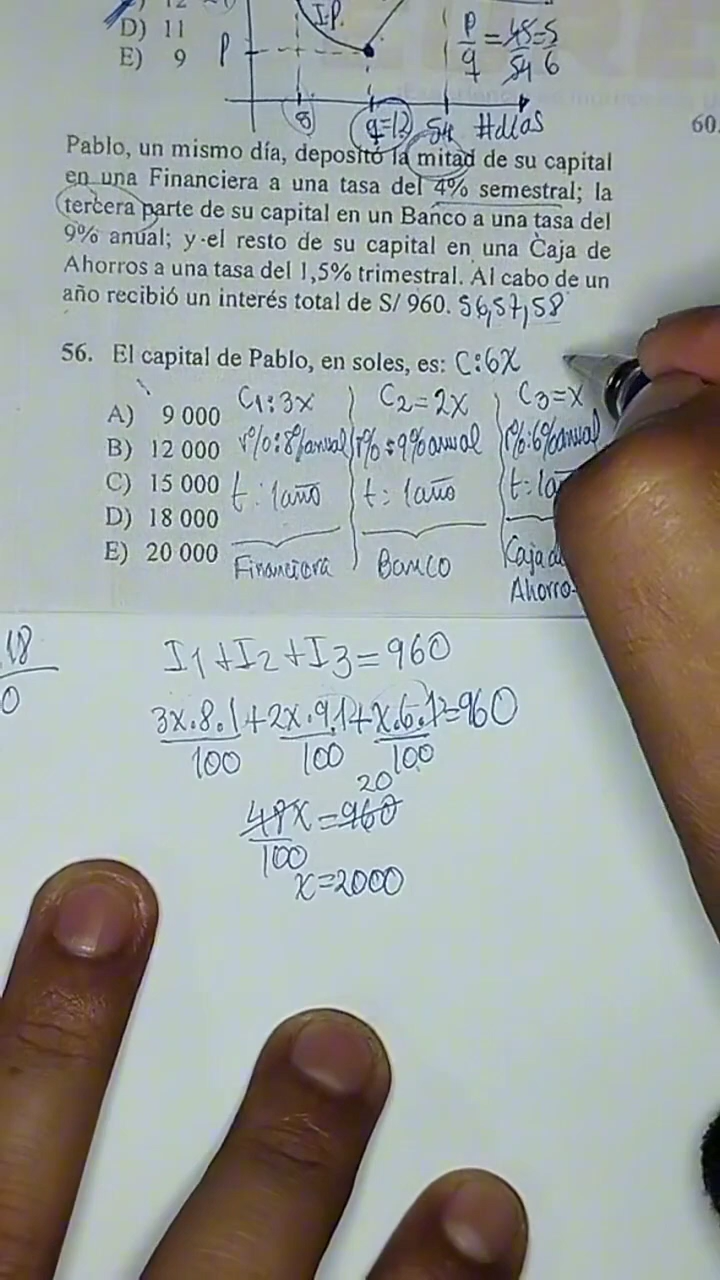 12
D) 11
E) 9
I.P.
P
P/q = 45/54 = 5/6
8
q=12
54
#días
60.
Pablo, un mismo día, depositó la mitad de su capital
en una Financiera a una tasa del 4% semestral; la
tercera parte de su capital en un Banco a una tasa del
9% anual; y el resto de su capital en una Caja de
Ahorros a una tasa del 1,5% trimestral. Al cabo de un
año recibió un interés total de S/ 960. 56,57,58
56. El capital de Pablo, en soles, es: C:6x
A) 9 000
B) 12 000
C) 15 000
D) 18 000
E) 20 000
C1:3x
r%:8%anual
t: 1año
Financiera
C2=2x
r%=9%anual
t: 1año
Banco
C3=x
r%:6%anual
Caja
Ahorro
18
0
I1+I2+I3=960
3x.8.1/100+2x.9.1/100+x.6.1/100=960
20
48x/100=960
x=2000